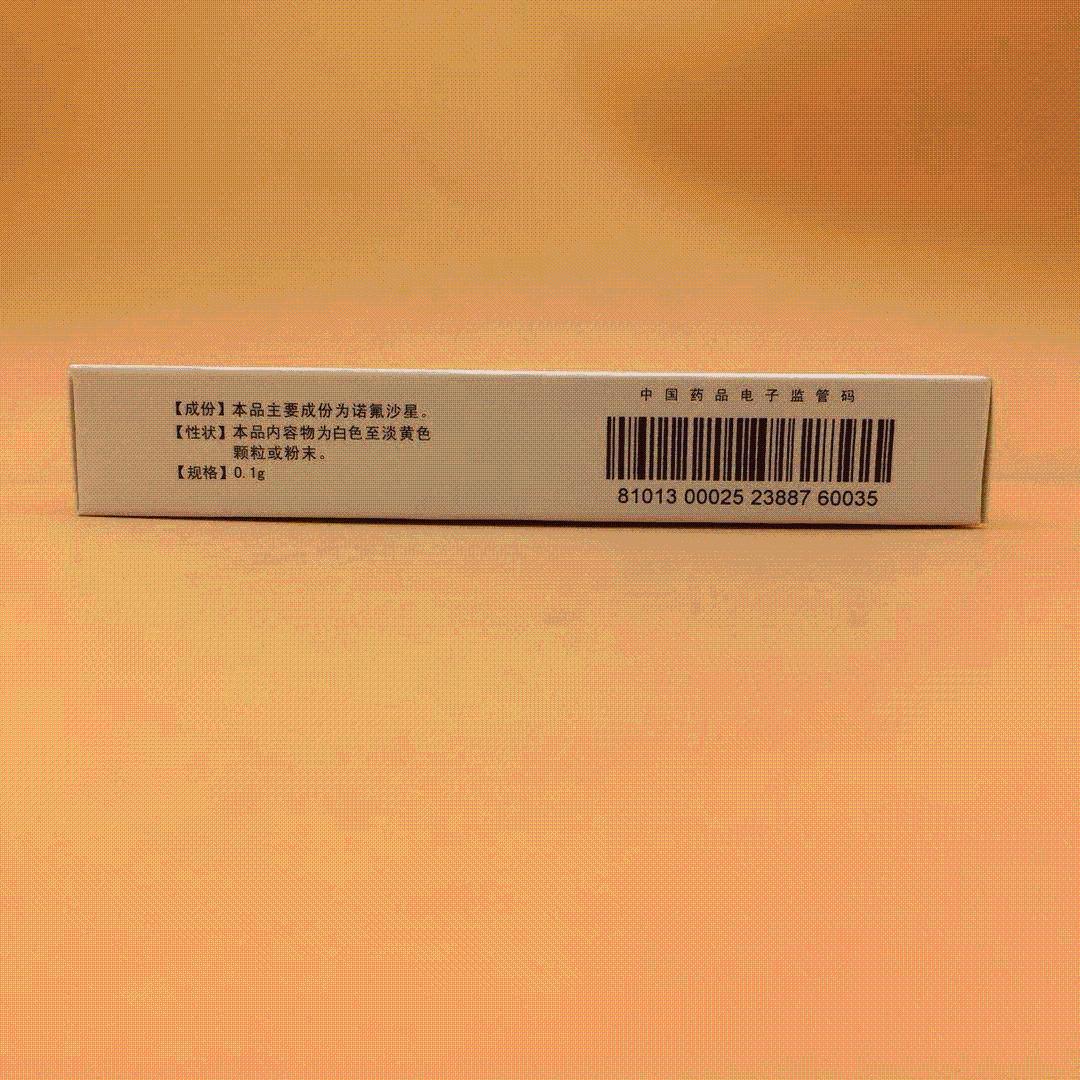 【成份】本品主要成份为诺氟沙星。
【性状】本品内容物为白色至淡黄色
颗粒或粉末。
【规格】0.1g
中国药品电子监管码
81013 00025 23887 60035